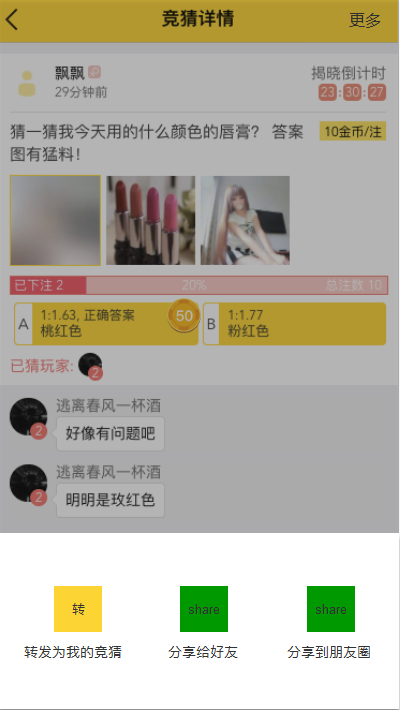 竞猜详情
更多
飘飘
29分钟前
揭晓倒计时
23:30:27
猜一猜我今天用的什么颜色的唇膏? 答案
图有猛料!
10金币/注
已下注 2
20%
总注数 10
A
1:1.63, 正确答案
桃红色
50
B
1:1.77
粉红色
已猜玩家:
2
逃离春风一杯酒
2
好像有问题吧
逃离春风一杯酒
2
明明是玫红色
转
转发为我的竞猜
share
分享给好友
share
分享到朋友圈